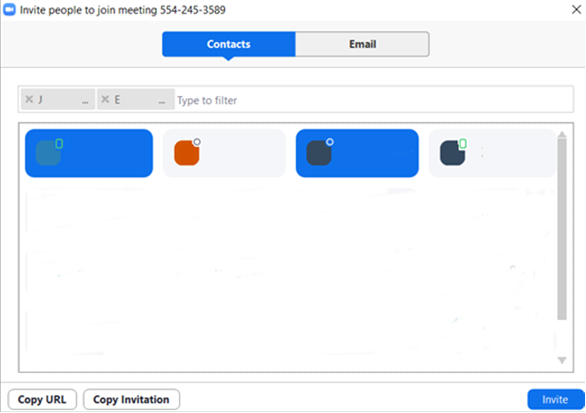 Invite people to join meeting 554-245-3589
Contacts Email
J ... E ... Type to filter
Copy URL Copy Invitation Invite